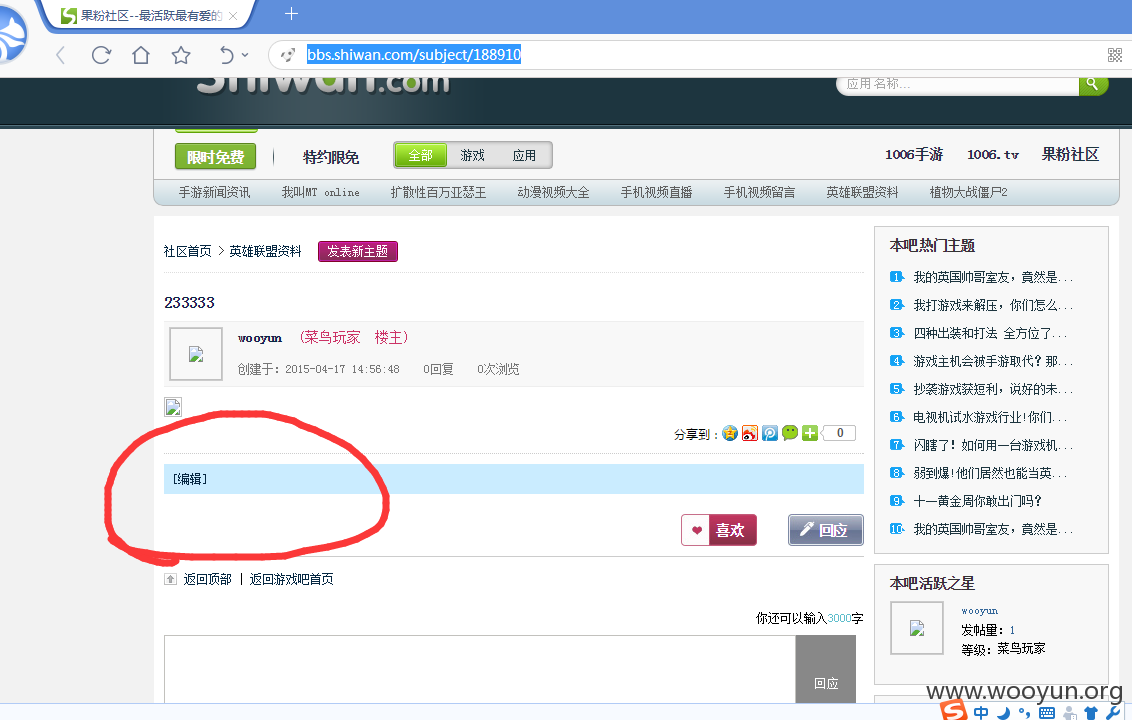 果粉社区--最活跃最有爱的
bbs.shiwan.com/subject/188910
shiwan.com
应用名称...
限时免费 特约限免 全部 游戏 应用 1006手游 1006.tv 果粉社区
手游新闻资讯 我叫MT online 扩散性百万亚瑟王 动漫视频大全 手机视频直播 手机视频留言 英雄联盟资料 植物大战僵尸2
社区首页 > 英雄联盟资料 发表新主题
233333
wooyun (菜鸟玩家 楼主)
创建于: 2015-04-17 14:56:48 0回复 0次浏览
分享到: 0
[编辑]
喜欢 回应
返回顶部 | 返回游戏吧首页
你还可以输入3000字
回应
本吧热门主题
1 我的英国帅哥室友，竟然是...
2 我打游戏来解压，你们怎么...
3 四种出装和打法 全方位了...
4 游戏主机会被手游取代？那...
5 抄袭游戏获短利，说好的未...
6 电视机试水游戏行业!你们...
7 闪瞎了！如何用一台游戏机...
8 弱到爆!他们居然也能当英...
9 十一黄金周你敢出门吗？
10 我的英国帅哥室友，竟然是...
本吧活跃之星
wooyun
发帖量: 1
等级: 菜鸟玩家
www.wooyun.org
S 中